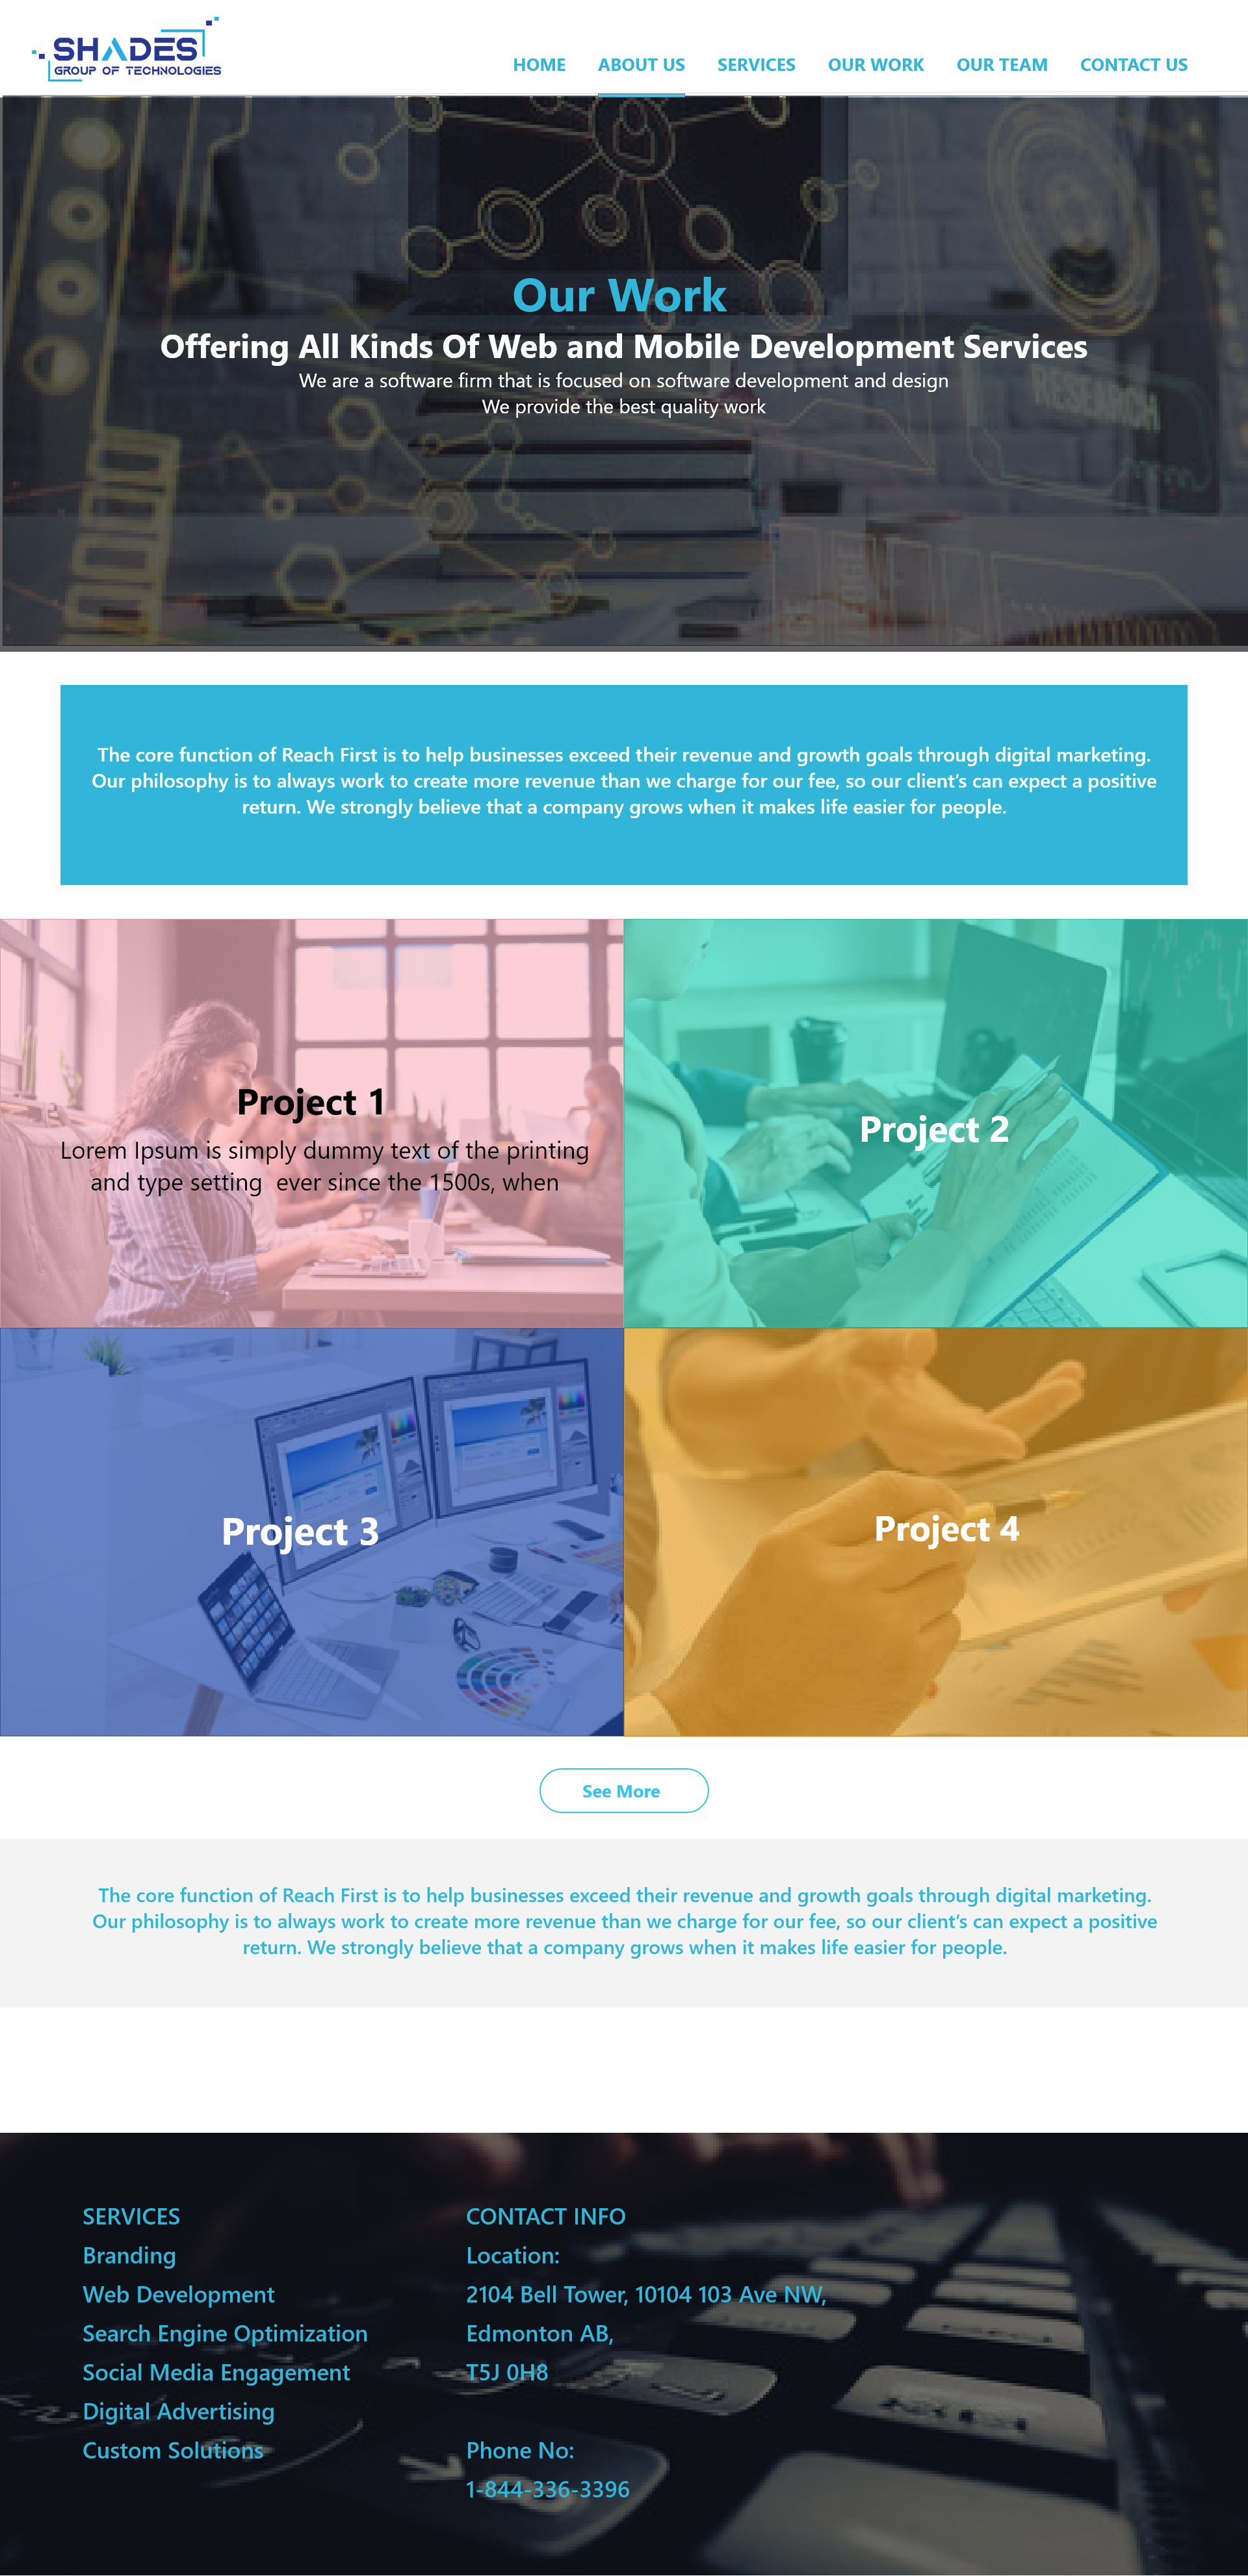 SHADES
GROUP OF TECHNOLOGIES
HOME ABOUT US SERVICES OUR WORK OUR TEAM CONTACT US
Our Work
Offering All Kinds Of Web and Mobile Development Services
We are a software firm that is focused on software development and design
We provide the best quality work
The core function of Reach First is to help businesses exceed their revenue and growth goals through digital marketing.
Our philosophy is to always work to create more revenue than we charge for our fee, so our client's can expect a positive
return. We strongly believe that a company grows when it makes life easier for people.
Project 1
Lorem Ipsum is simply dummy text of the printing
and type setting  ever since the 1500s, when
Project 2
Project 3
Project 4
See More
The core function of Reach First is to help businesses exceed their revenue and growth goals through digital marketing.
Our philosophy is to always work to create more revenue than we charge for our fee, so our client's can expect a positive
return. We strongly believe that a company grows when it makes life easier for people.
SERVICES
Branding
Web Development
Search Engine Optimization
Social Media Engagement
Digital Advertising
Custom Solutions
CONTACT INFO
Location:
2104 Bell Tower, 10104 103 Ave NW,
Edmonton AB,
T5J 0H8
Phone No:
1-844-336-3396